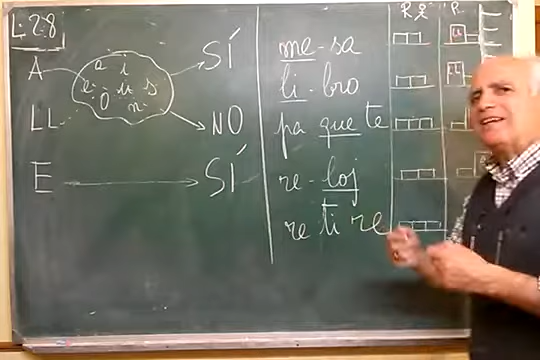 L. 28
A
a i
e u s
o n
SÍ
LL
NO
E
SÍ
me-sa
li-bro
pa que te
re-loj
re ti re
R
R